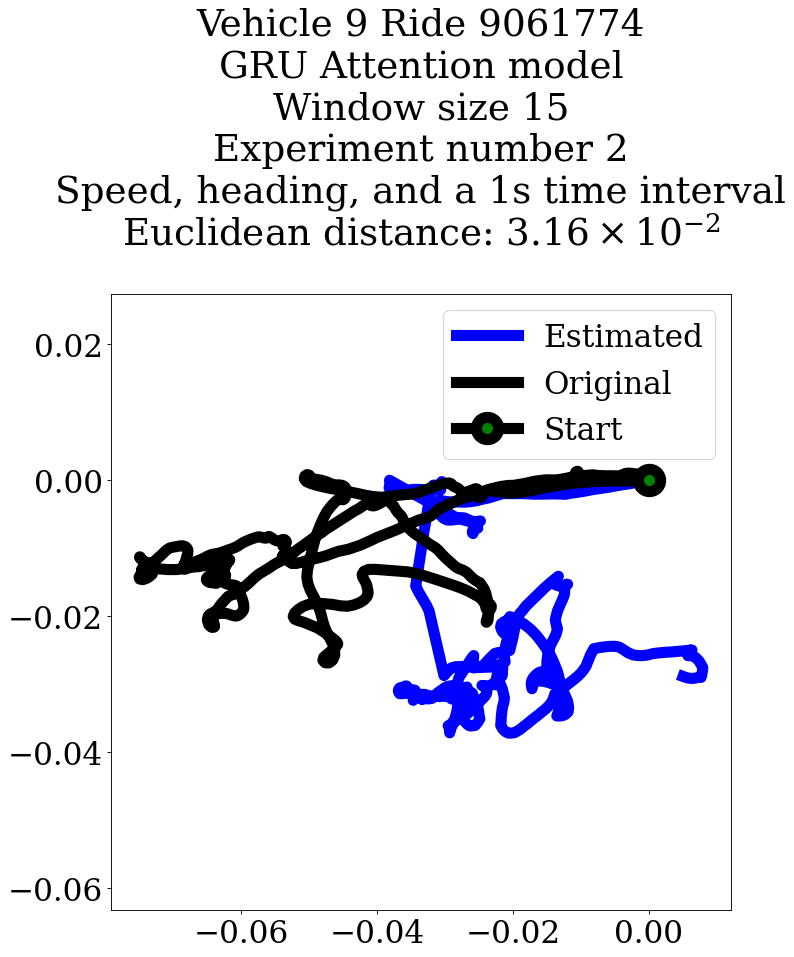 Vehicle 9 Ride 9061774
GRU Attention model
Window size 15
Experiment number 2
Speed, heading, and a 1s time interval
Euclidean distance: 3.16 × 10⁻²
Estimated
Original
Start
0.02
0.00
−0.02
−0.04
−0.06
−0.06 −0.04 −0.02 0.00